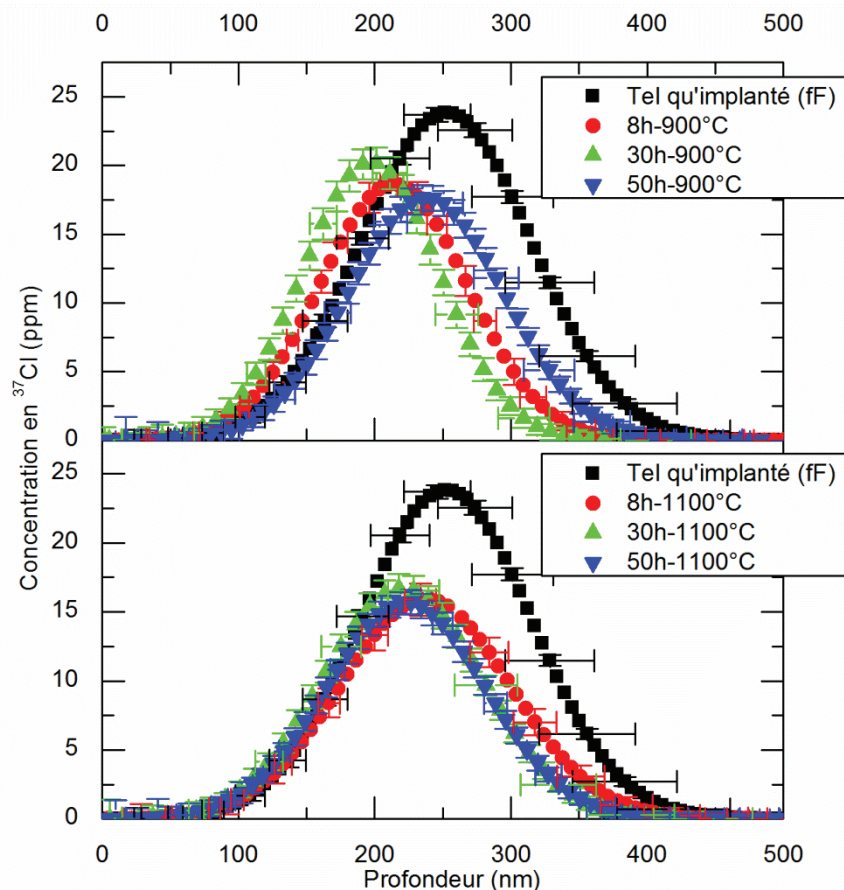 0 100 200 300 400 500
25
20
15
10
5
0
Tel qu'implanté (fF)
8h-900°C
30h-900°C
50h-900°C
Concentration en ³⁷Cl (ppm)
25
20
15
10
5
0
Tel qu'implanté (fF)
8h-1100°C
30h-1100°C
50h-1100°C
0 100 200 300 400 500
Profondeur (nm)